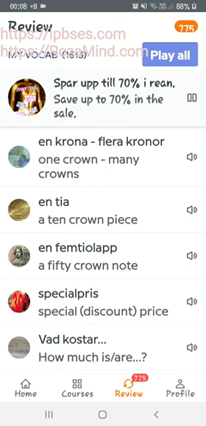 00:08
88%
Review
775
https://ipbses.com
https://RozaMind.com
MY VOCAB (1613)
Play all
Spar upp till 70% i rean.
Save up to 70% in the
sale.
en krona - flera kronor
one crown - many
crowns
en tia
a ten crown piece
en femtiolapp
a fifty crown note
specialpris
special (discount) price
Vad kostar...
How much is/are...?
775
Home
Courses
Review
Profile